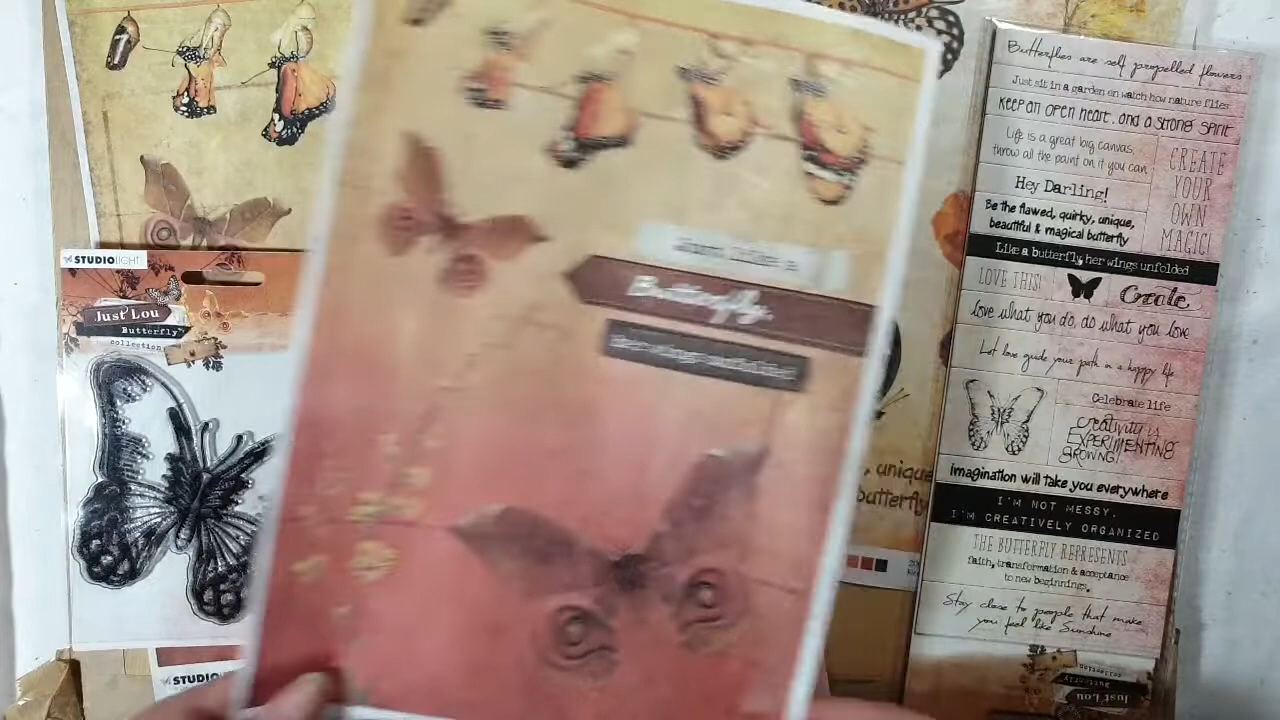 STUDIOLIGHT
Just Lou
Butterfly
collection
Butterfly
, unique
butterfly
STUDIO
Butterflies are self propelled flowers
Just sit in a garden en watch how nature flies
keep an open heart, and a strong spirit
Life is a great big canvas,
throw all the paint on it you can
CREATE
YOUR
OWN
MAGIC!
Hey Darling!
Be the flawed, quirky, unique,
beautiful & magical butterfly
Like a butterfly, her wings unfolded
LOVE THIS!
Create
love what you do, do what you love
Let love guide your path in a happy life
Celebrate life
creativity is
EXPERIMENTING
GROWING!
Imagination will take you everywhere
I'M NOT MESSY,
I'M CREATIVELY ORGANIZED
THE BUTTERFLY REPRESENTS
faith, transformation & acceptance
to new beginnings.
Stay close to people that make
you feel like Sunshine
collection
Butterfly
Just Lou